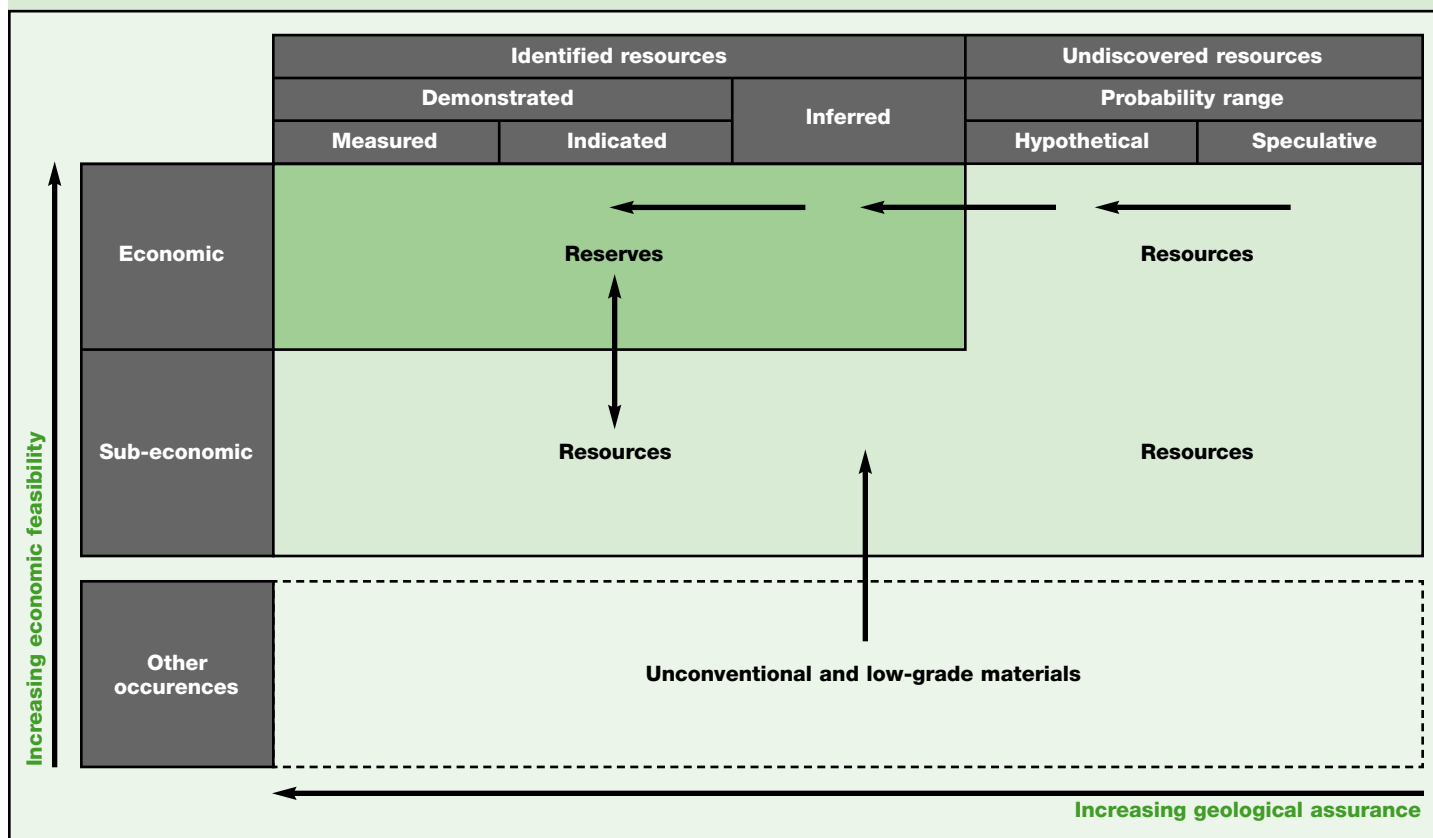 Identified resources
Undiscovered resources
Demonstrated
Inferred
Probability range
Measured
Indicated
Hypothetical
Speculative
Economic
Reserves
Resources
Sub-economic
Resources
Resources
Other
occurences
Unconventional and low-grade materials
Increasing economic feasibility
Increasing geological assurance